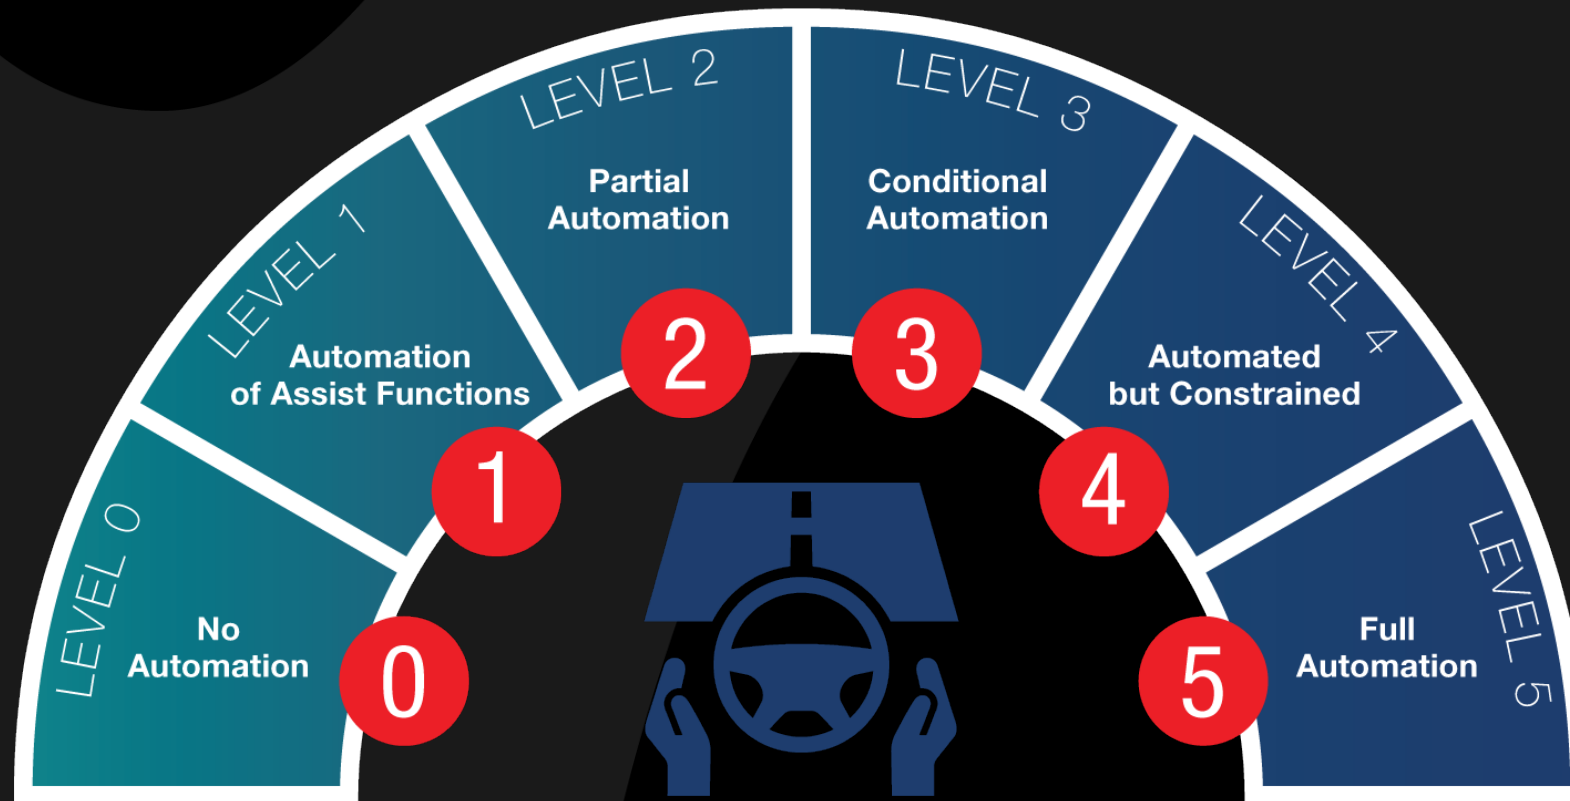 LEVEL 0
No
Automation
0
LEVEL 1
Automation
of Assist Functions
1
LEVEL 2
Partial
Automation
2
LEVEL 3
Conditional
Automation
3
LEVEL 4
Automated
but Constrained
4
LEVEL 5
Full
Automation
5